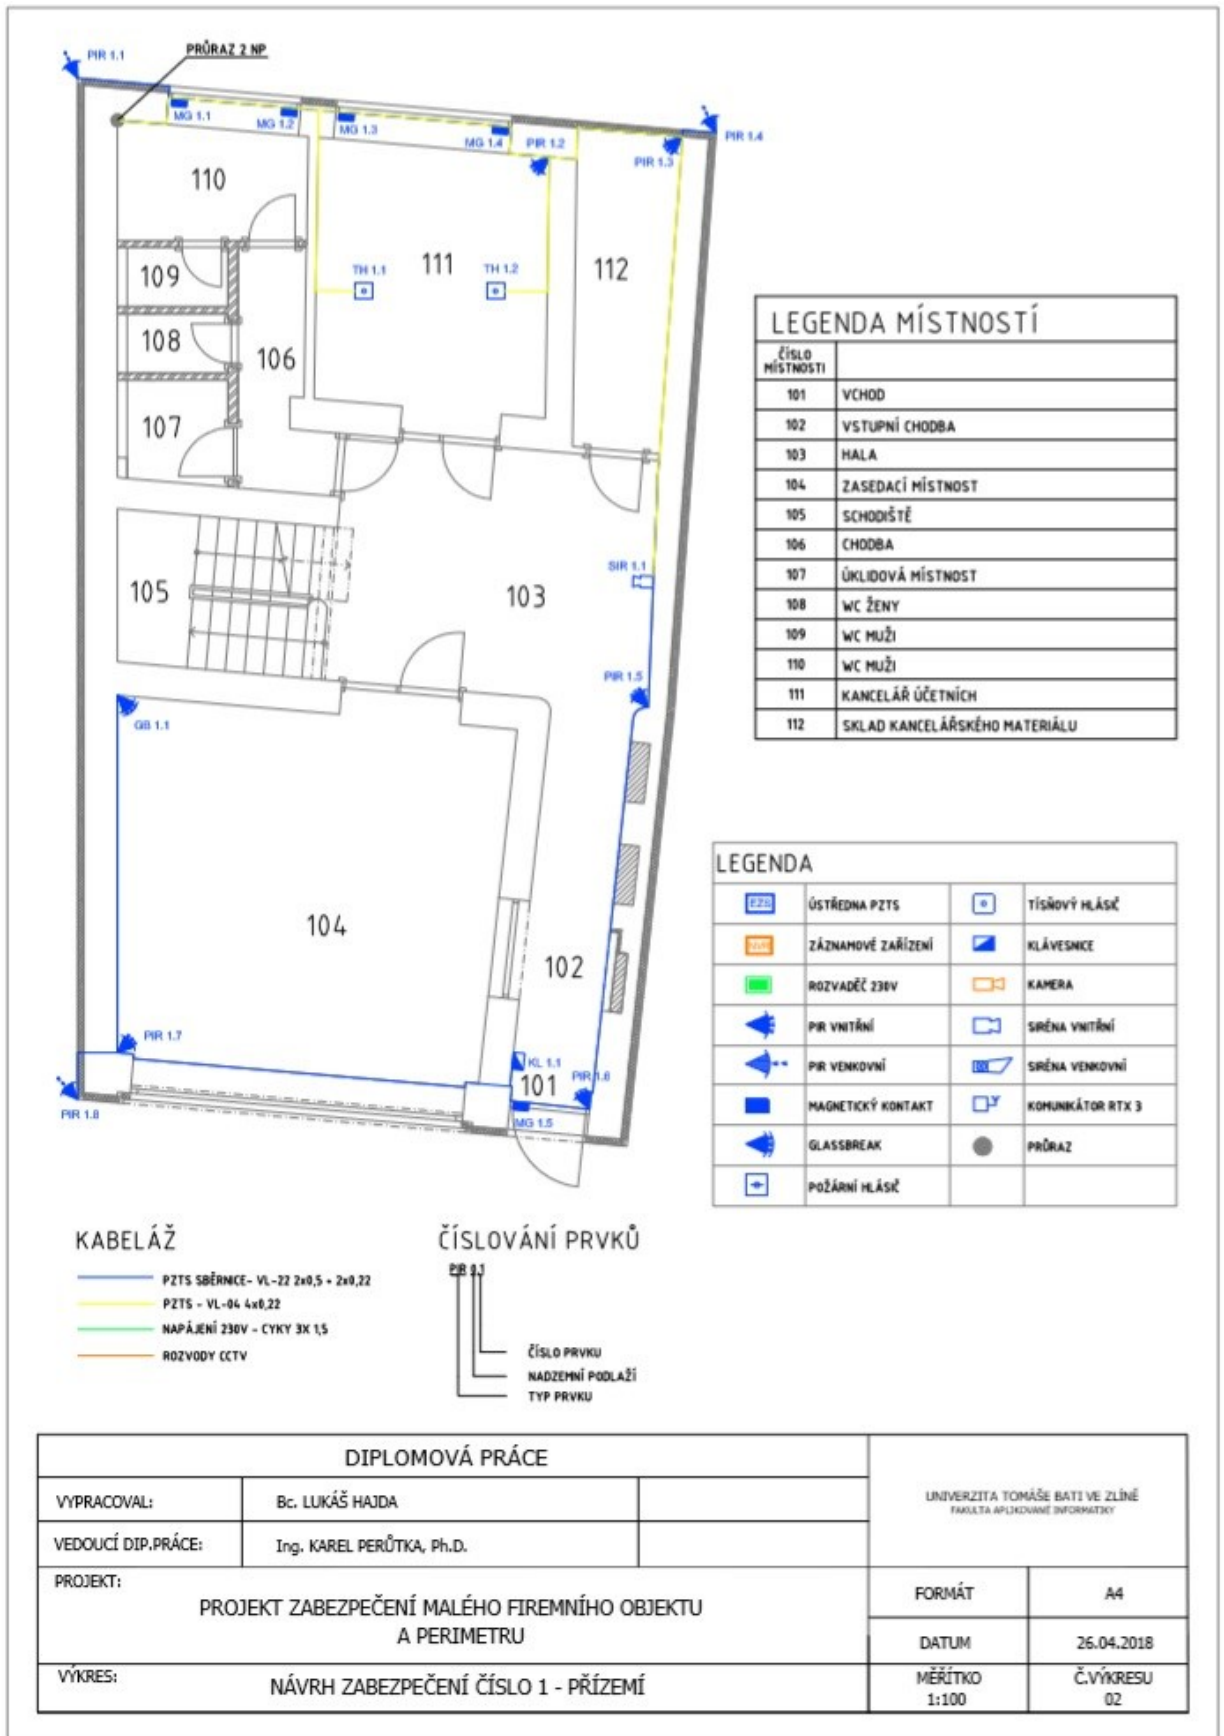 PRŮRAZ 2 NP
PIR 1.1
MG 1.1
MG 1.2
MG 1.3
MG 1.4
PIR 1.2
PIR 1.3
PIR 1.4
110
109
108
107
106
111
112
TH 1.1
TH 1.2
105
103
SIR 1.1
PIR 1.5
GB 1.1
104
102
PIR 1.7
KL 1.1
101
PIR 1.6
PIR 1.8
MG 1.5
LEGENDA MÍSTNOSTÍ
ČÍSLO
MÍSTNOSTI
101 VCHOD
102 VSTUPNÍ CHODBA
103 HALA
104 ZASEDACÍ MÍSTNOST
105 SCHODIŠTĚ
106 CHODBA
107 ÚKLIDOVÁ MÍSTNOST
108 WC ŽENY
109 WC MUŽI
110 WC MUŽI
111 KANCELÁŘ ÚČETNÍCH
112 SKLAD KANCELÁŘSKÉHO MATERIÁLU
LEGENDA
EZS ÚSTŘEDNA PZTS TÍSŇOVÝ HLÁSIČ
ZÁZNAMOVÉ ZAŘÍZENÍ KLÁVESNICE
ROZVADĚČ 230V KAMERA
PIR VNITŘNÍ SIRÉNA VNITŘNÍ
PIR VENKOVNÍ SIRÉNA VENKOVNÍ
MAGNETICKÝ KONTAKT KOMUNIKÁTOR RTX 3
GLASSBREAK PRŮRAZ
POŽÁRNÍ HLÁSIČ
KABELÁŽ
PZTS SBĚRNICE- VL-22 2x0,5 + 2x0,22
PZTS - VL-04 4x0,22
NAPÁJENÍ 230V - CYKY 3X 1,5
ROZVODY CCTV
ČÍSLOVÁNÍ PRVKŮ
ČÍSLO PRVKU
NADZEMNÍ PODLAŽÍ
TYP PRVKU
DIPLOMOVÁ PRÁCE
VYPRACOVAL: Bc. LUKÁŠ HAJDA
VEDOUCÍ DIP.PRÁCE: Ing. KAREL PERŮTKA, Ph.D.
UNIVERZITA TOMÁŠE BATI VE ZLÍNĚ
FAKULTA APLIKOVANÉ INFORMATIKY
PROJEKT:
PROJEKT ZABEZPEČENÍ MALÉHO FIREMNÍHO OBJEKTU
A PERIMETRU
FORMÁT A4
DATUM 26.04.2018
VÝKRES:
NÁVRH ZABEZPEČENÍ ČÍSLO 1 - PŘÍZEMÍ
MĚŘÍTKO
1:100
Č.VÝKRESU
02